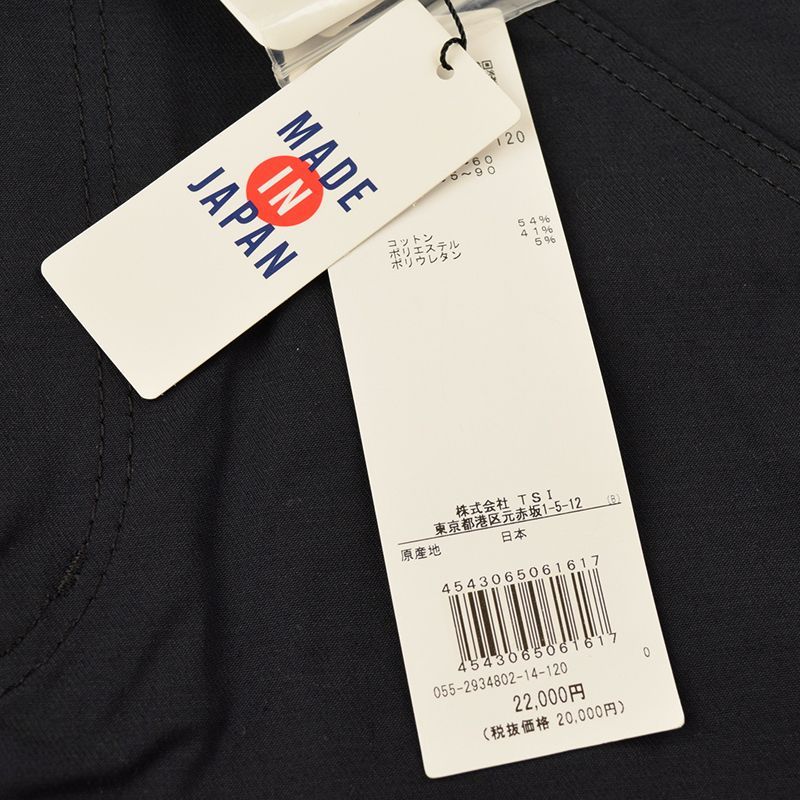 MADE
IN
JAPAN
120
60
5～90
コットン 54%
ポリエステル 41%
ポリウレタン 5%
株式会社 TSI
東京都港区元赤坂1-5-12 (B)
原産地 日本
4543065061617
4543065061617
055-2934802-14-120 0
22,000円
(税抜価格 20,000円)